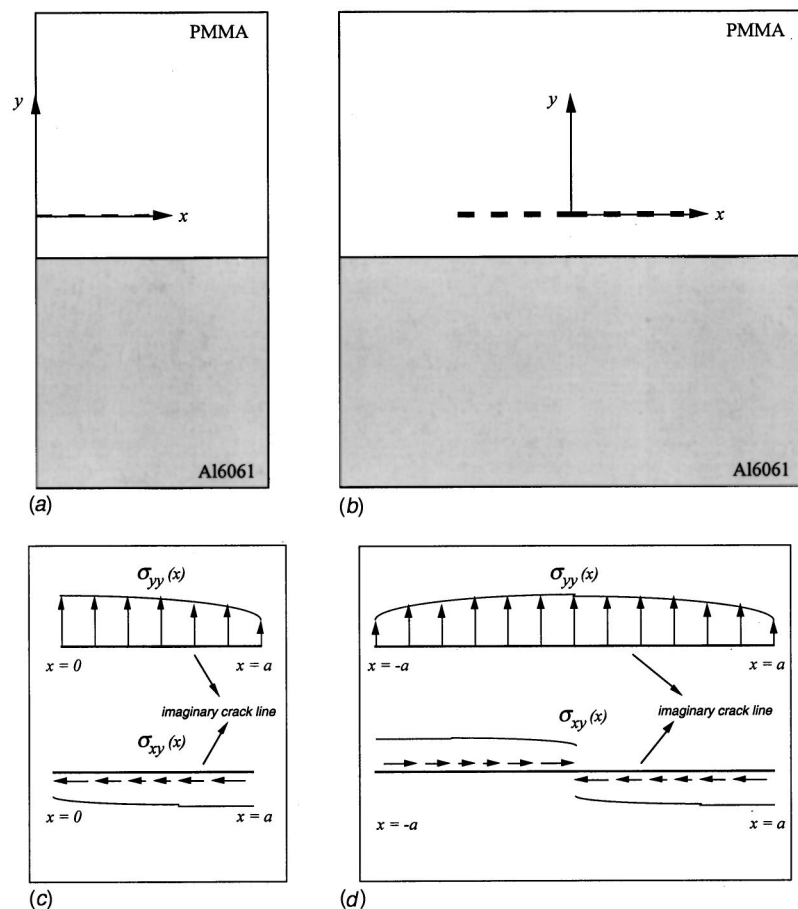 PMMA
y
x
Al6061
(a)
PMMA
y
x
Al6061
(b)
σyy(x)
x = 0
x = a
imaginary crack line
σxy(x)
x = 0
x = a
(c)
σyy(x)
x = -a
x = a
σxy(x)
imaginary crack line
x = -a
x = a
(d)